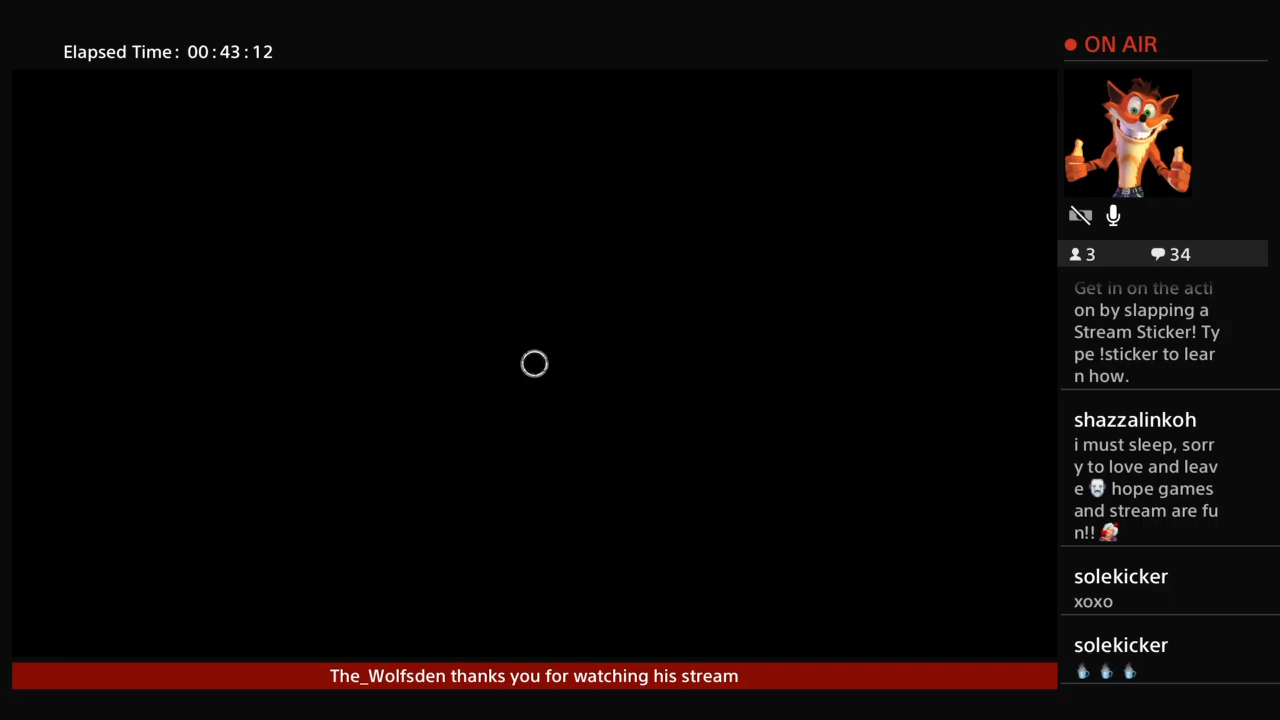 Elapsed Time: 00:43:12
ON AIR
3 34
Get in on the acti
on by slapping a
Stream Sticker! Ty
pe !sticker to lear
n how.
shazzalinkoh
i must sleep, sorr
y to love and leav
e hope games
and stream are fu
n!!
solekicker
xoxo
solekicker
The_Wolfsden thanks you for watching his stream